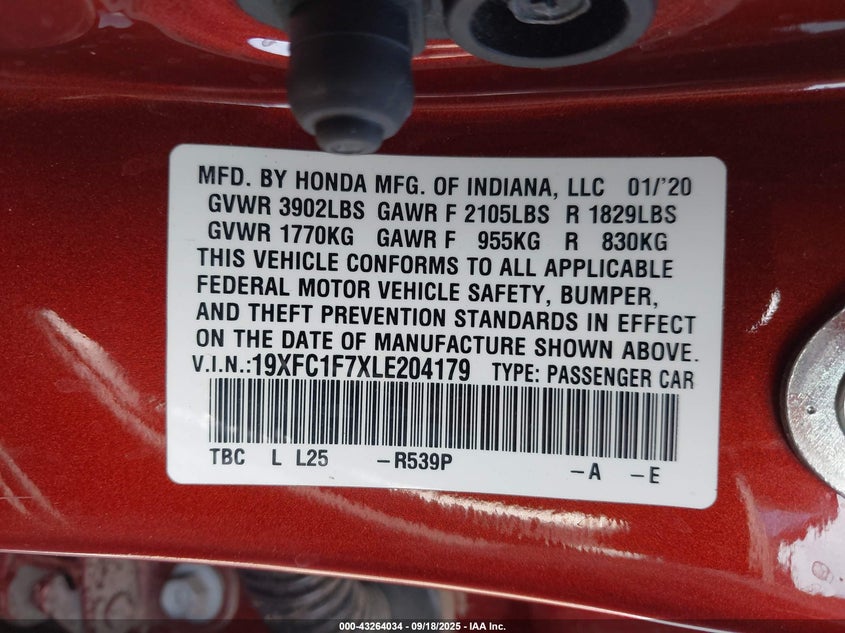 MFD. BY HONDA MFG. OF INDIANA, LLC 01/'20
GVWR 3902LBS GAWR F 2105LBS R 1829LBS
GVWR 1770KG GAWR F 955KG R 830KG
THIS VEHICLE CONFORMS TO ALL APPLICABLE
FEDERAL MOTOR VEHICLE SAFETY, BUMPER,
AND THEFT PREVENTION STANDARDS IN EFFECT
ON THE DATE OF MANUFACTURE SHOWN ABOVE.
V.I.N.:19XFC1F7XLE204179 TYPE: PASSENGER CAR
TBC L L25 -R539P -A -E
000-43264034 - 09/18/2025 - IAA Inc.